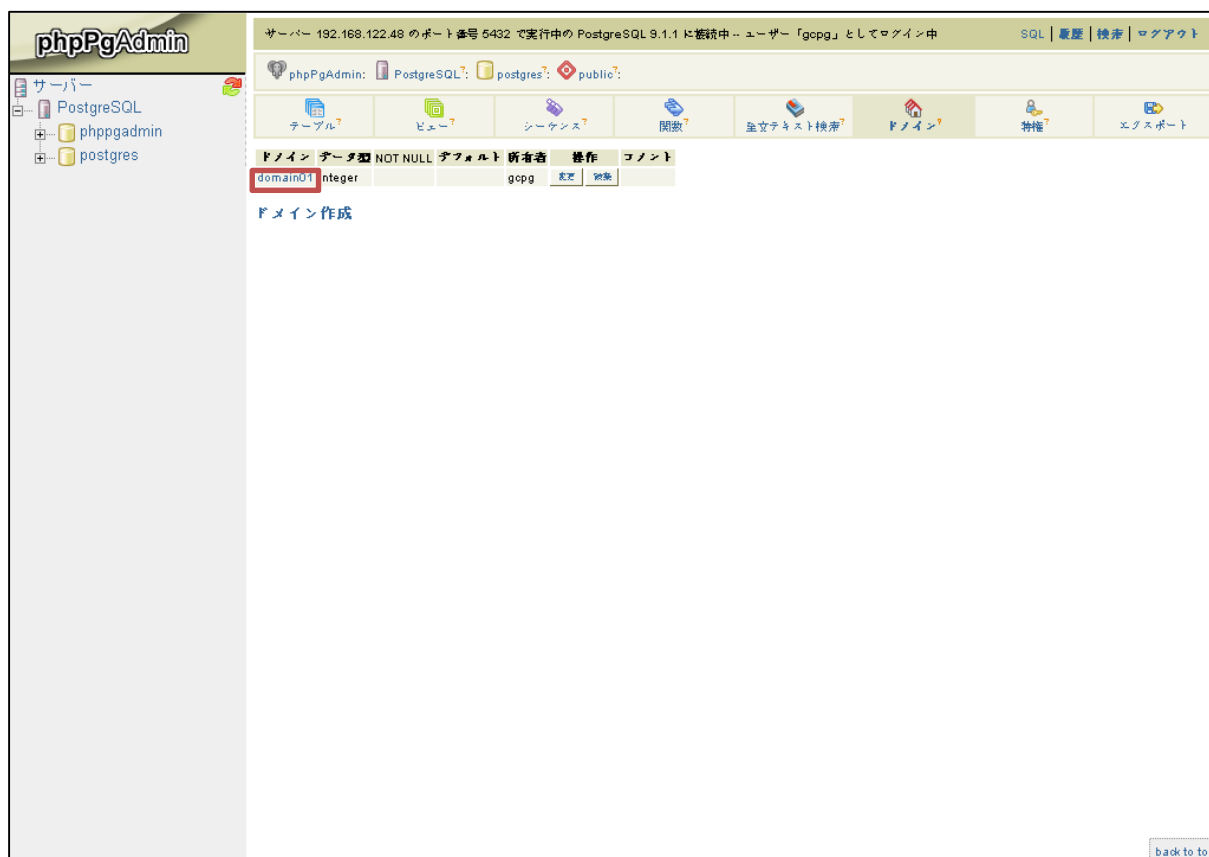 phpPgAdmin
サーバー
PostgreSQL
phppgadmin
postgres
サーバー 192.168.122.48 のポート番号 5432 で実行中の PostgreSQL 9.1.1 に接続中 -- ユーザー「gcpg」としてログイン中
SQL | 履歴 | 検索 | ログアウト
phpPgAdmin: PostgreSQL?: postgres?: public?:
テーブル? ビュー? シーケンス? 関数? 全文テキスト検索? ドメイン? 特権? エクスポート
ドメイン データ型 NOT NULL デフォルト 所有者 操作 コメント
domain01 integer gcpg 変更 破棄
ドメイン作成
back to to